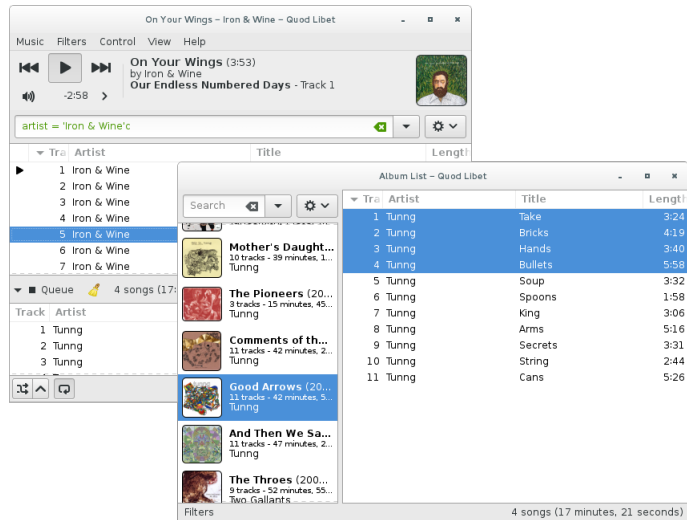 On Your Wings – Iron & Wine – Quod Libet
Music Filters Control View Help
On Your Wings (3:53)
by Iron & Wine
Our Endless Numbered Days - Track 1
-2:58
artist = 'Iron & Wine'c
Tra Artist Title Length
1 Iron & Wine
2 Iron & Wine
3 Iron & Wine
4 Iron & Wine
5 Iron & Wine
6 Iron & Wine
7 Iron & Wine
Queue 4 songs (17:
Track Artist
1 Tunng
2 Tunng
3 Tunng
Album List – Quod Libet
Search
Mother's Daught...
10 tracks - 39 minutes, 1...
Tunng
The Pioneers (20...
3 tracks - 15 minutes, 45...
Tunng
Comments of th...
11 tracks - 42 minutes, 2...
Tunng
Good Arrows (20...
11 tracks - 42 minutes, 5...
Tunng
And Then We Sa...
11 tracks - 47 minutes, 2...
Tunng
The Throes (200...
9 tracks - 52 minutes, 55...
Two Gallants
Filters
Tra Artist Title Length
1 Tunng Take 3:24
2 Tunng Bricks 4:19
3 Tunng Hands 3:40
4 Tunng Bullets 5:58
5 Tunng Soup 3:32
6 Tunng Spoons 1:58
7 Tunng King 3:06
8 Tunng Arms 5:16
9 Tunng Secrets 3:31
10 Tunng String 2:44
11 Tunng Cans 5:26
4 songs (17 minutes, 21 seconds)